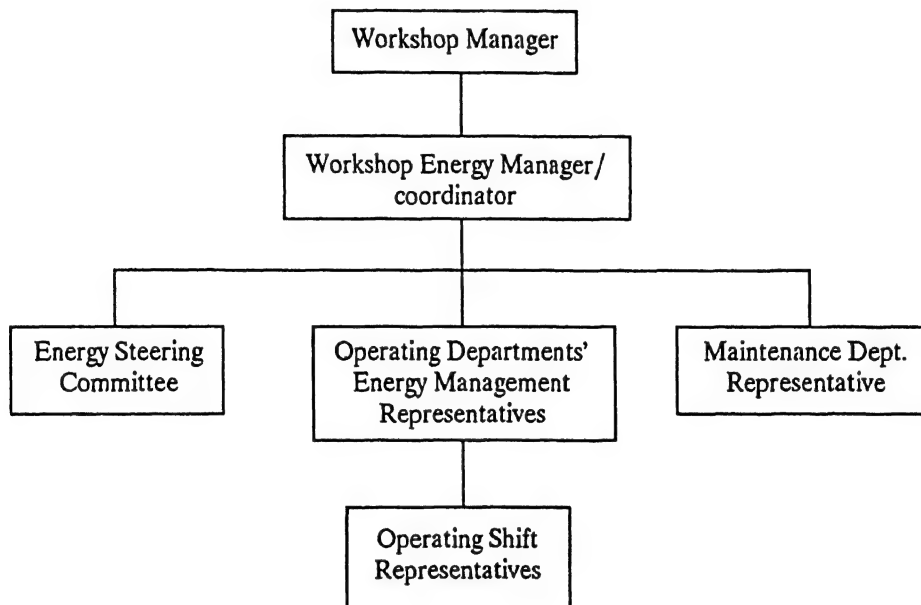 Workshop Manager
Workshop Energy Manager/
coordinator
Energy Steering
Committee
Operating Departments'
Energy Management
Representatives
Maintenance Dept.
Representative
Operating Shift
Representatives